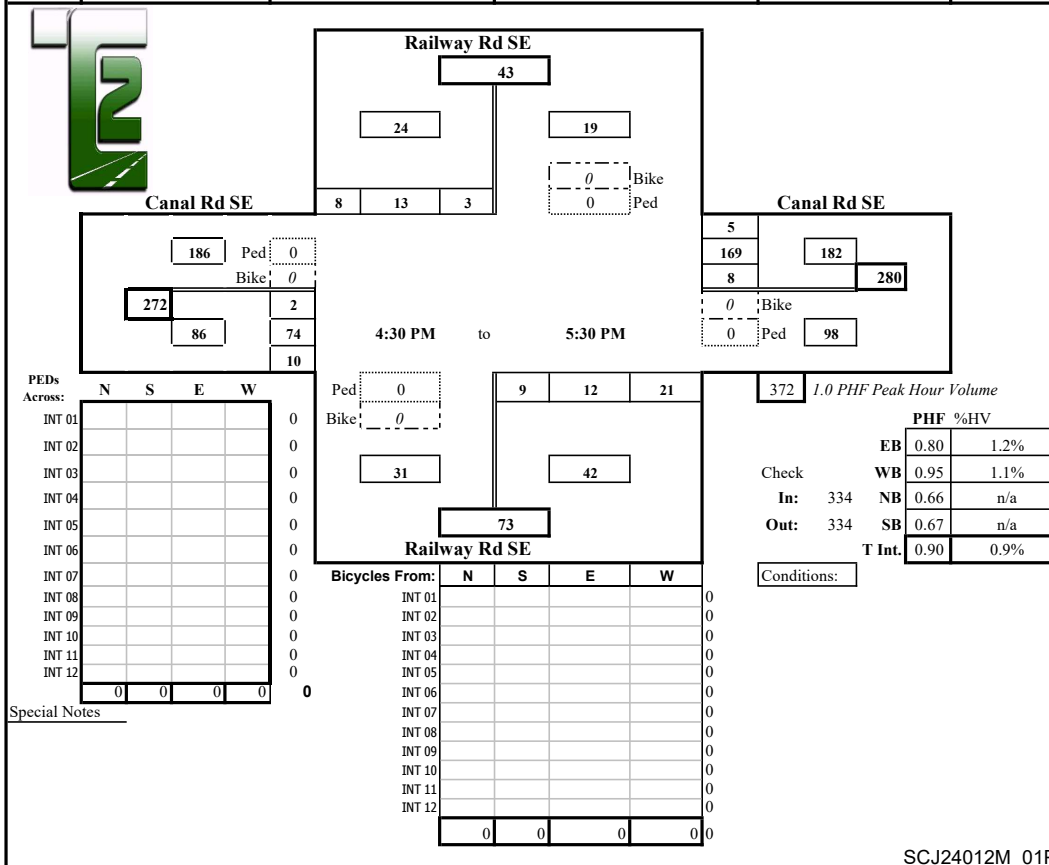 T2
Railway Rd SE
43
24 19
0 Bike
Canal Rd SE 8 13 3 0 Ped Canal Rd SE
5
186 Ped 0 169 182
Bike 0 8 280
272 2 0 Bike
86 74 4:30 PM to 5:30 PM 0 Ped 98
10
PEDs
Across: N S E W Ped 0 9 12 21 372 1.0 PHF Peak Hour Volume
INT 01 0 Bike 0 PHF %HV
INT 02 0 EB 0.80 1.2%
INT 03 0 31 42 Check WB 0.95 1.1%
INT 04 0 In: 334 NB 0.66 n/a
INT 05 0 73 Out: 334 SB 0.67 n/a
INT 06 0 Railway Rd SE T Int. 0.90 0.9%
INT 07 0 Bicycles From: N S E W Conditions:
INT 08 0 INT 01 0
INT 09 0 INT 02 0
INT 10 0 INT 03 0
INT 11 0 INT 04 0
INT 12 0 INT 05 0
0 0 0 0 0 INT 06 0
Special Notes INT 07 0
INT 08 0
INT 09 0
INT 10 0
INT 11 0
INT 12 0
0 0 0 0 0
SCJ24012M_01P